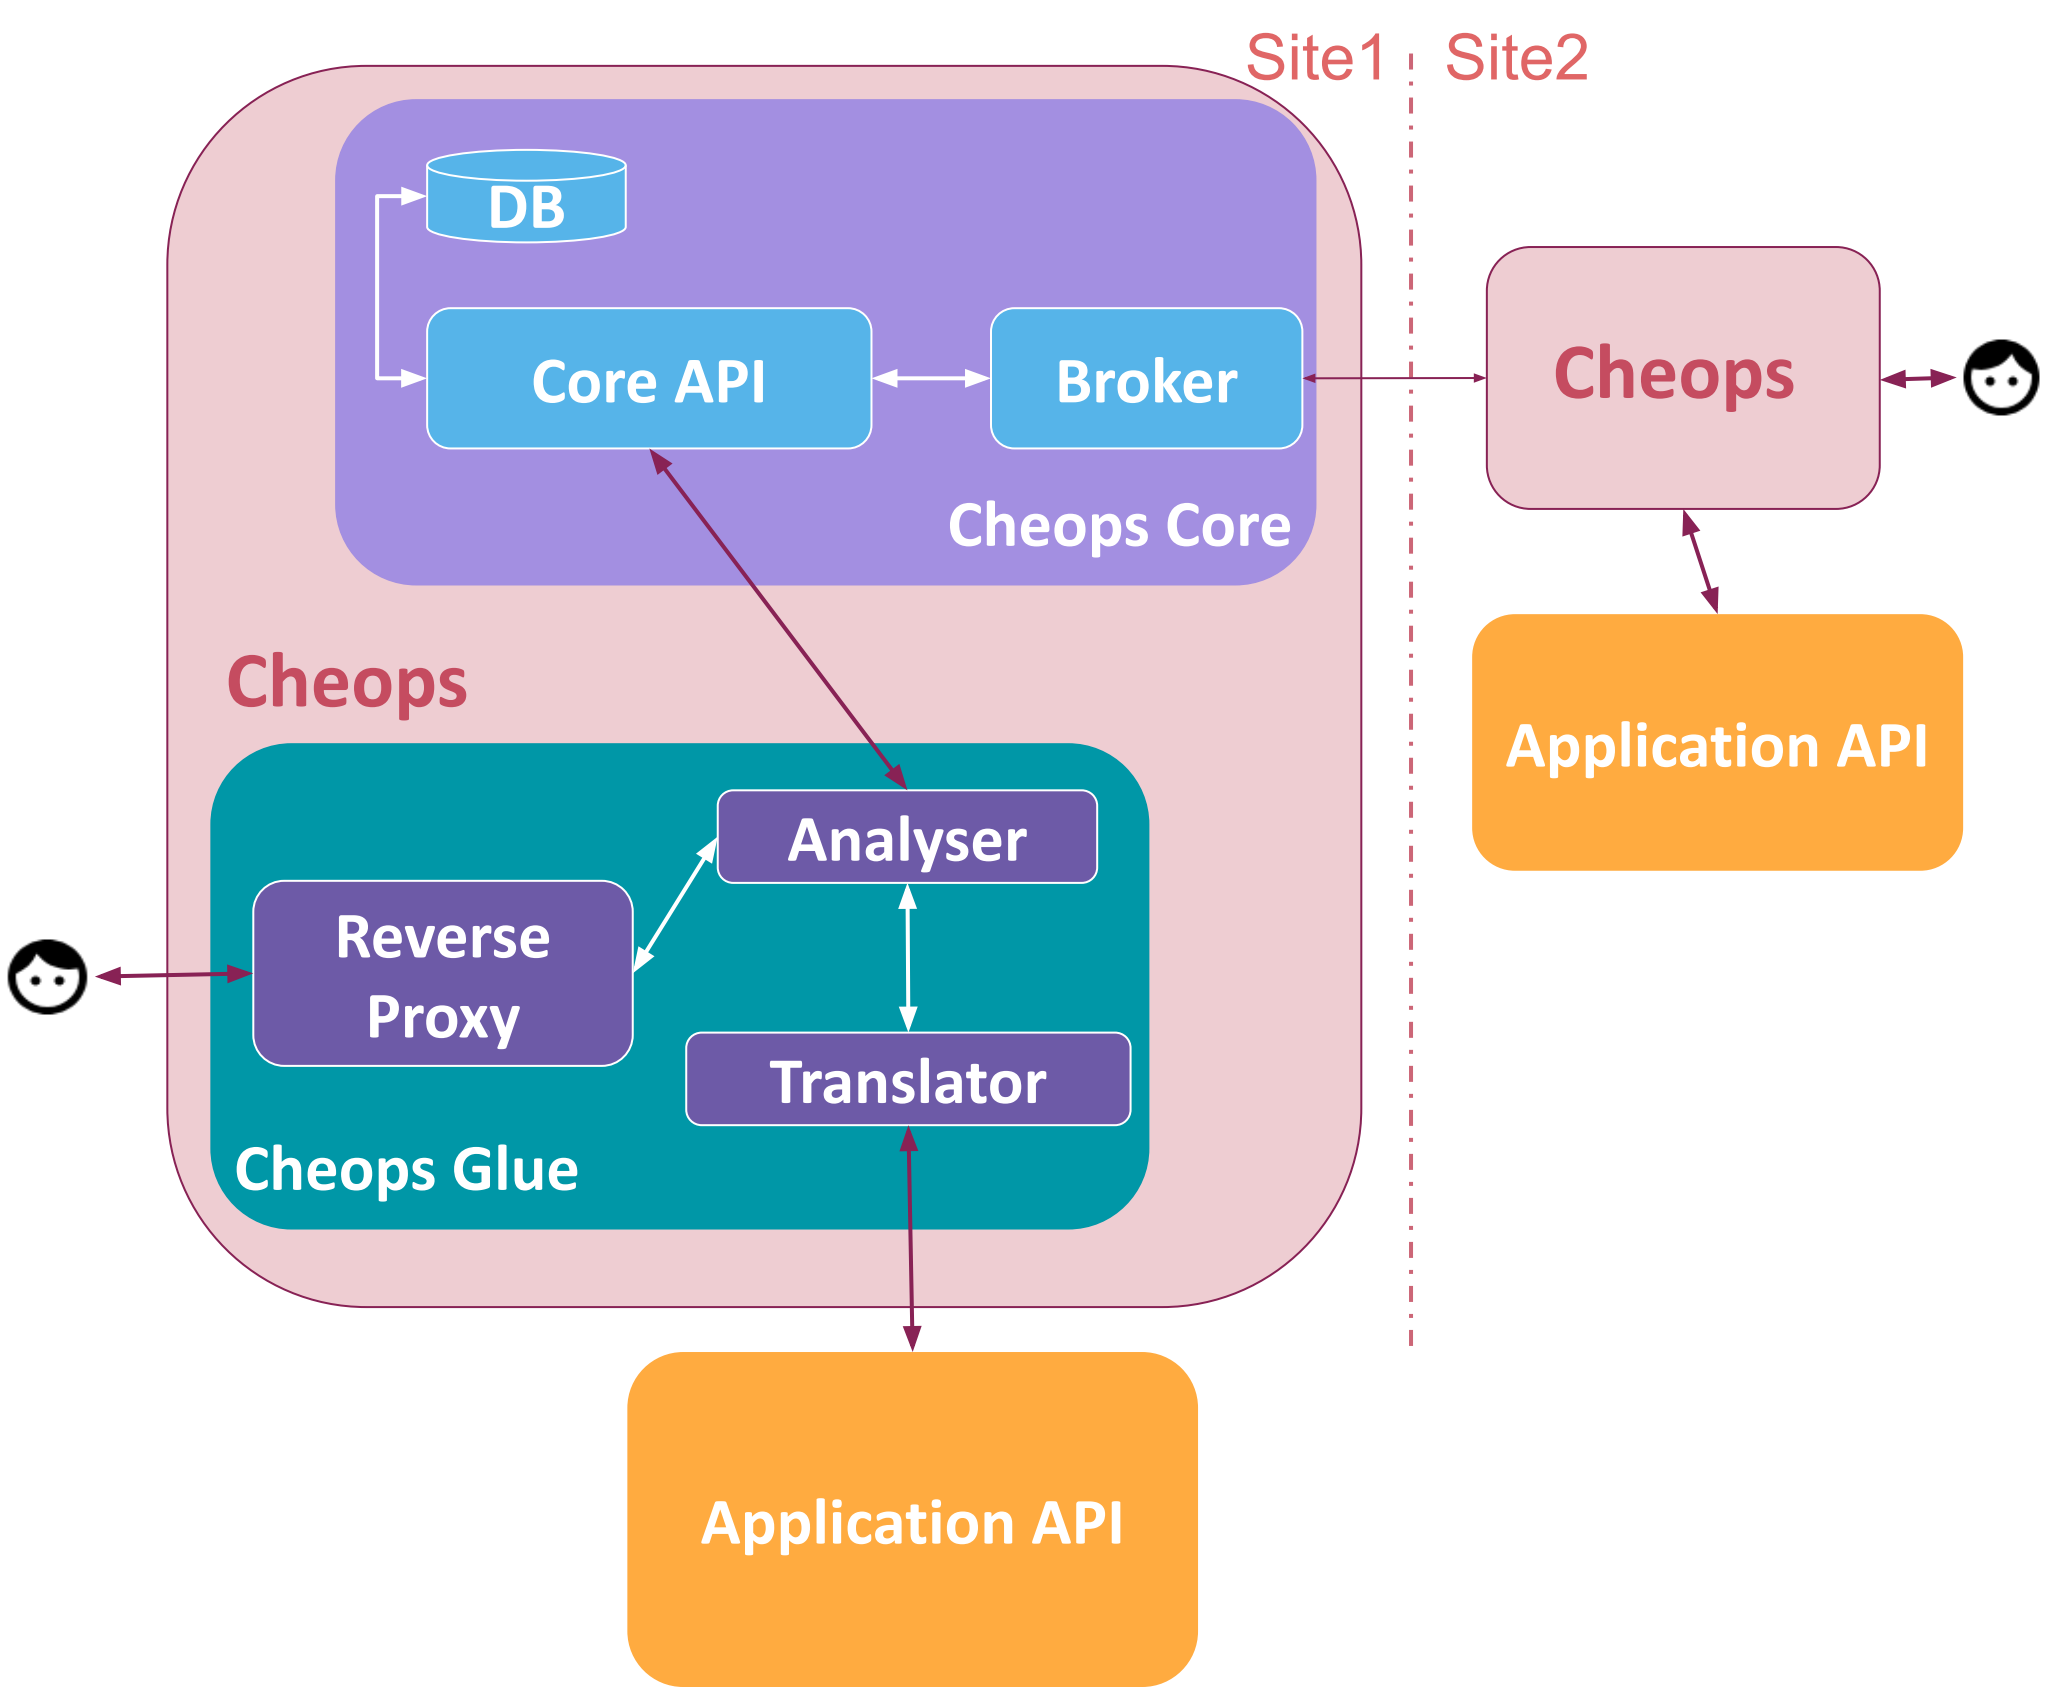 Site1
Site2
DB
Core API
Broker
Cheops Core
Cheops
Cheops
Application API
Analyser
Reverse
Proxy
Translator
Cheops Glue
Application API